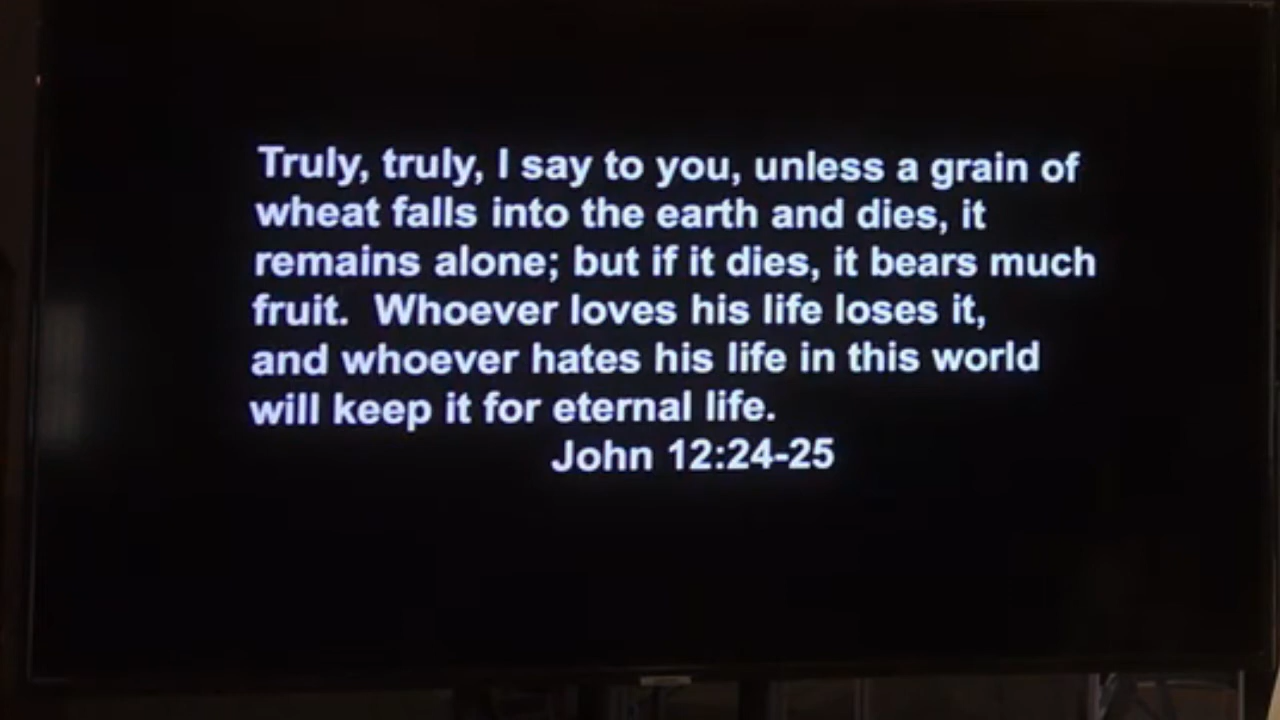 Truly, truly, I say to you, unless a grain of
wheat falls into the earth and dies, it
remains alone; but if it dies, it bears much
fruit.  Whoever loves his life loses it,
and whoever hates his life in this world
will keep it for eternal life.
John 12:24-25